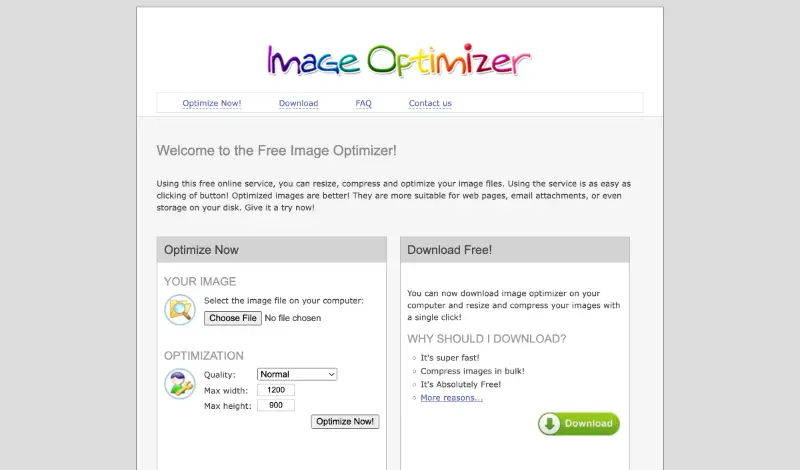 Image Optimizer
Optimize Now! Download FAQ Contact us
Welcome to the Free Image Optimizer!
Using this free online service, you can resize, compress and optimize your image files. Using the service is as easy as
clicking of button! Optimized images are better! They are more suitable for web pages, email attachments, or even
storage on your disk. Give it a try now!
Optimize Now
YOUR IMAGE
Select the image file on your computer:
Choose File No file chosen
OPTIMIZATION
Quality: Normal
Max width: 1200
Max height: 900
Optimize Now!
Download Free!
You can now download image optimizer on your
computer and resize and compress your images with
a single click!
WHY SHOULD I DOWNLOAD?
It's super fast!
Compress images in bulk!
It's Absolutely Free!
More reasons...
Download